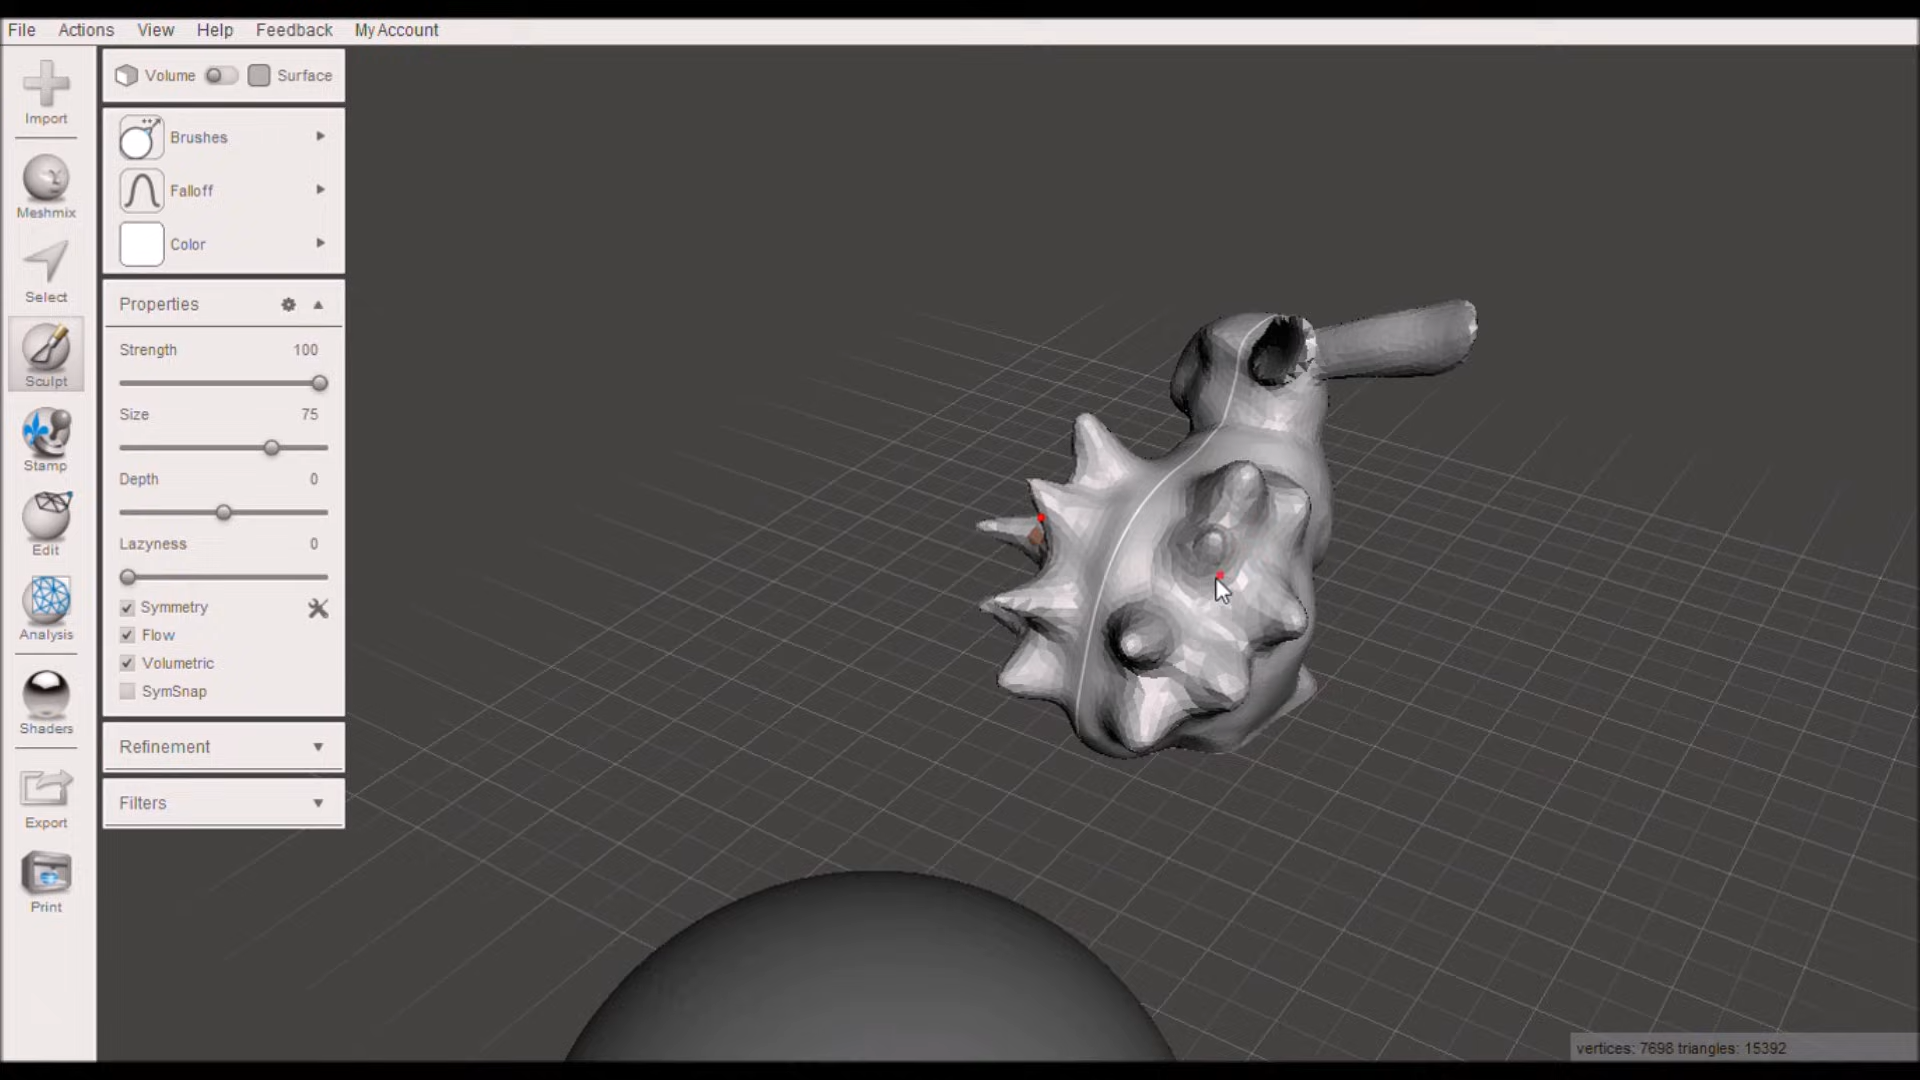 File Actions View Help Feedback My Account
Import
Meshmix
Select
Sculpt
Stamp
Edit
Analysis
Shaders
Export
Print
Volume Surface
Brushes
Falloff
Color
Properties
Strength 100
Size 75
Depth 0
Lazyness 0
Symmetry
Flow
Volumetric
SymSnap
Refinement
Filters
vertices: 7698 triangles: 15392